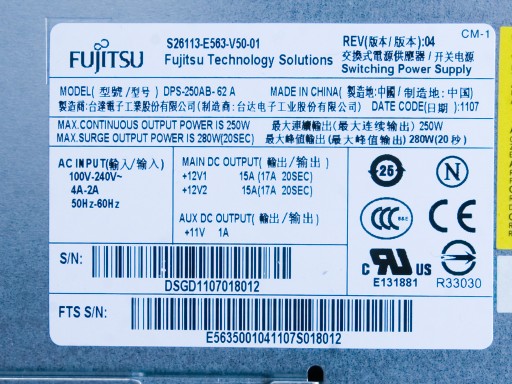 FUJITSU
S26113-E563-V50-01
Fujitsu Technology Solutions
REV(版本/版本):04
CM-1
交換式電源供應器/开关电源
Switching Power Supply
MODEL(型號/型号) DPS-250AB-62 A
MADE IN CHINA(製造地:中國/制造地:中国)
製造商:台達電子工業股份有限公司(制造商:台达电子工业股份有限公司)
DATE CODE(日期):1107
MAX.CONTINUOUS OUTPUT POWER IS 250W
最大連續輸出(最大连续输出) 250W
MAX.SURGE OUTPUT POWER IS 280W(20SEC)
最大峰值輸出(最大峰值输出) 280W(20秒)
AC INPUT(輸入/输入)
100V-240V~
4A-2A
50Hz-60Hz
MAIN DC OUTPUT(輸出/输出)
+12V1 15A(17A 20SEC)
+12V2 15A(17A 20SEC)
AUX DC OUTPUT(輸出/输出)
+11V 1A
25
N
CCC
CE
c RU US
E131881
R33030
S/N:
DSGD1107018012
FTS S/N:
E5635001041107S018012